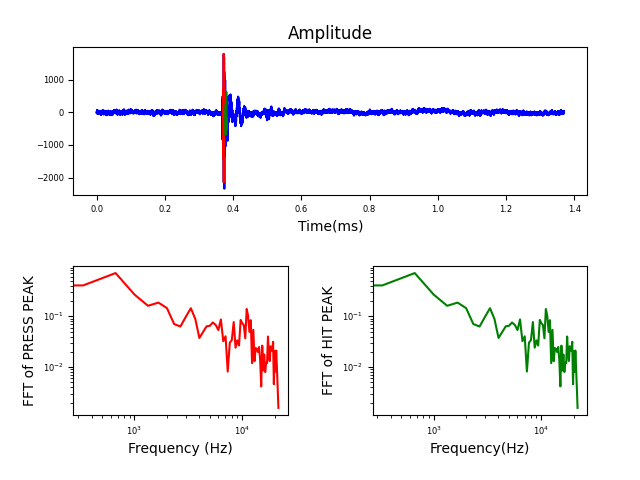 Amplitude
1000
0
−1000
−2000
0.0 0.2 0.4 0.6 0.8 1.0 1.2 1.4
Time(ms)
FFT of PRESS PEAK
10⁻¹
10⁻²
10³ 10⁴
Frequency (Hz)
FFT of HIT PEAK
10⁻¹
10⁻²
10³ 10⁴
Frequency(Hz)